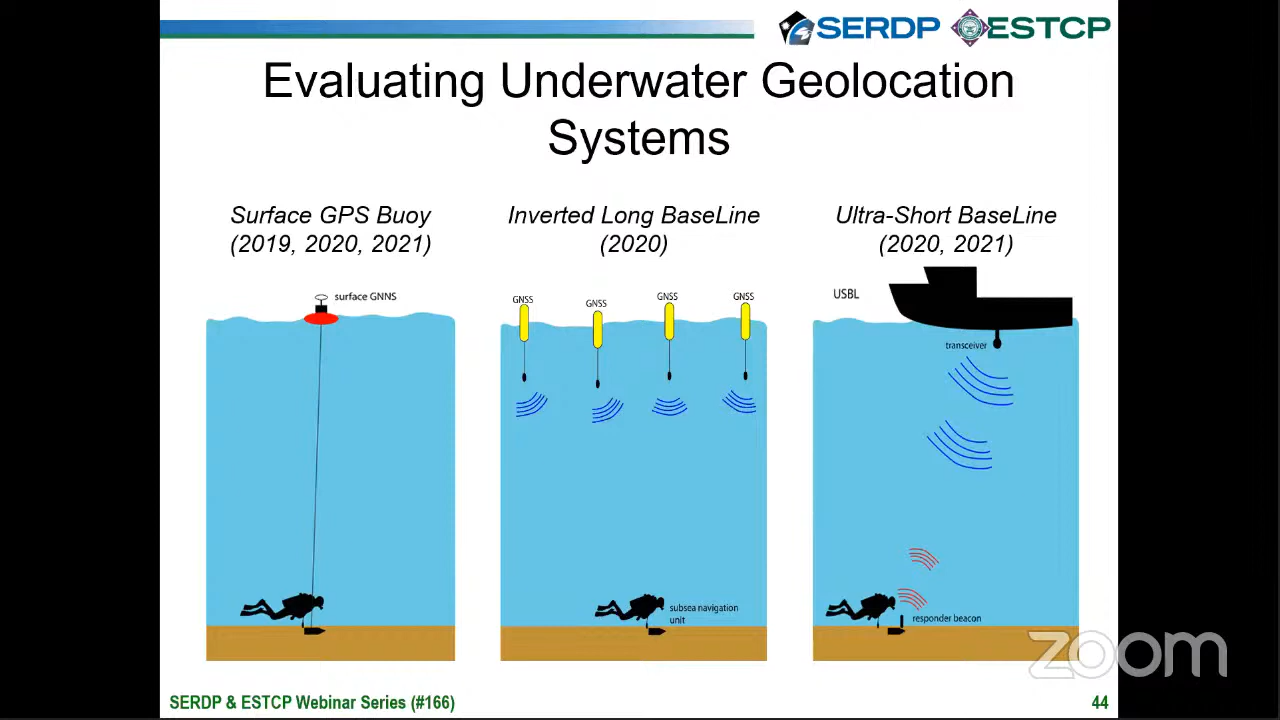 SERDP ESTCP
Evaluating Underwater Geolocation
Systems
Surface GPS Buoy
(2019, 2020, 2021)
Inverted Long BaseLine
(2020)
Ultra-Short BaseLine
(2020, 2021)
surface GNNS
GNSS
GNSS
GNSS
GNSS
USBL
transceiver
subsea navigation
unit
responder beacon
zoom
SERDP & ESTCP Webinar Series (#166)
44